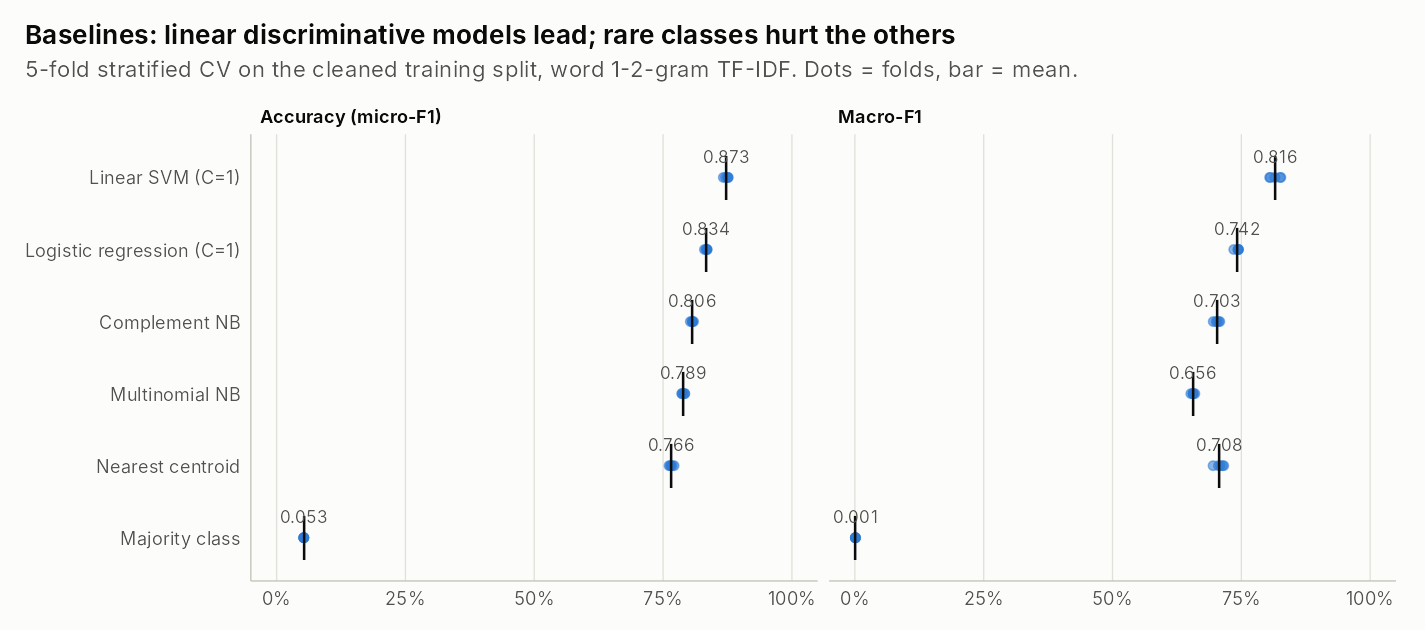 Baselines: linear discriminative models lead; rare classes hurt the others
5-fold stratified CV on the cleaned training split, word 1-2-gram TF-IDF. Dots = folds, bar = mean.
Accuracy (micro-F1)
Macro-F1
Linear SVM (C=1)
0.873
0.816
Logistic regression (C=1)
0.834
0.742
Complement NB
0.806
0.703
Multinomial NB
0.789
0.656
Nearest centroid
0.766
0.708
Majority class
0.053
0.001
0% 25% 50% 75% 100%
0% 25% 50% 75% 100%